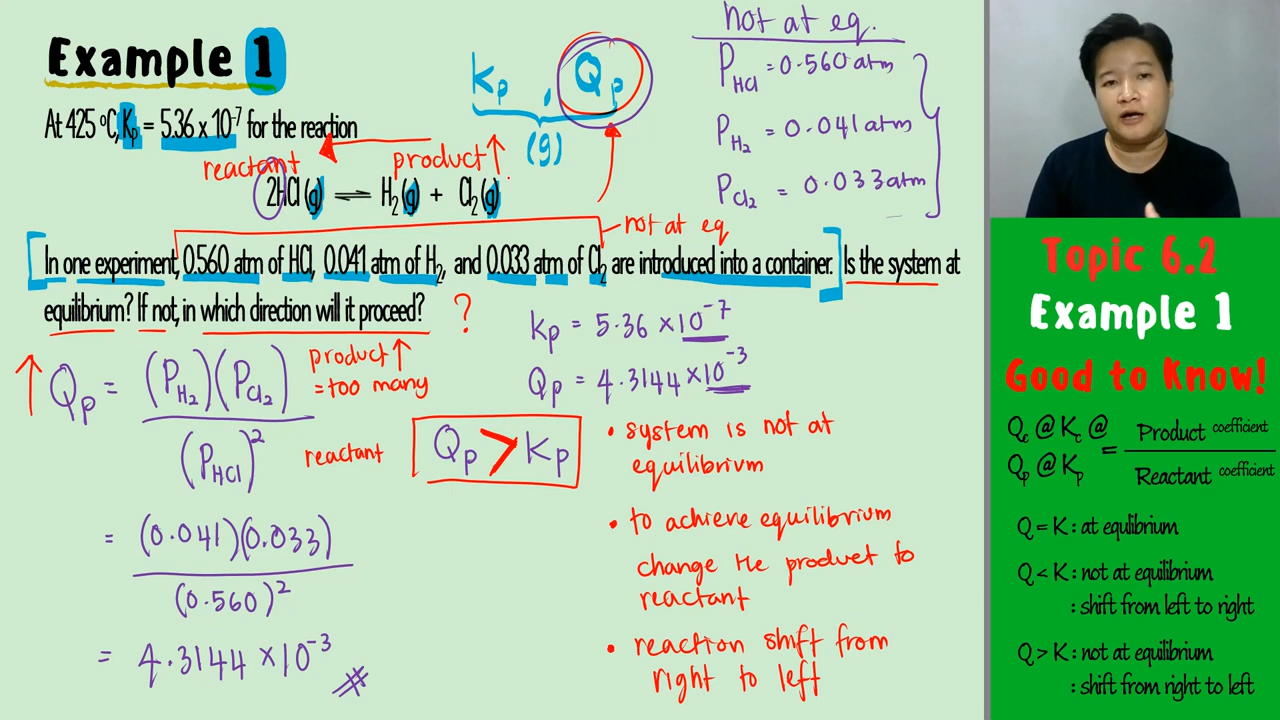 Example 1
At 425 °C, Kp = 5.36 x 10⁻⁷ for the reaction
reactant product↑
2HCl(g) ⇌ H₂(g) + Cl₂(g)
kp , Qp
(g)
not at eq.
P_HCl = 0.560 atm
P_H₂ = 0.041 atm
P_Cl₂ = 0.033 atm
not at eq
In one experiment, 0.560 atm of HCl, 0.041 atm of H₂, and 0.033 atm of Cl₂ are introduced into a container. Is the system at
equilibrium? If not, in which direction will it proceed? ?
↑ Qp = (P_H₂)(P_Cl₂) / (P_HCl)²
product↑
= too many
reactant
= (0.041)(0.033) / (0.560)²
= 4.3144 × 10⁻³
kp = 5.36 × 10⁻⁷
Qp = 4.3144 × 10⁻³
Qp > Kp
• system is not at
equilibrium
• to achieve equilibrium
change the product to
reactant
• reaction shift from
right to left
Topic 6.2
Example 1
Good to Know!
Qc @ Kc @
Qp @ Kp
= Product coefficient / Reactant coefficient
Q = K : at equlibrium
Q < K : not at equilibrium
: shift from left to right
Q > K : not at equilibrium
: shift from right to left